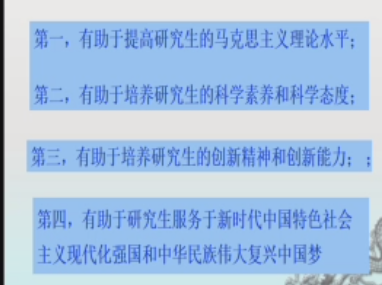 第一，有助于提高研究生的马克思主义理论水平；
第二，有助于培养研究生的科学素养和科学态度；
第三，有助于培养研究生的创新精神和创新能力；；
第四，有助于研究生服务于新时代中国特色社会
主义现代化强国和中华民族伟大复兴中国梦